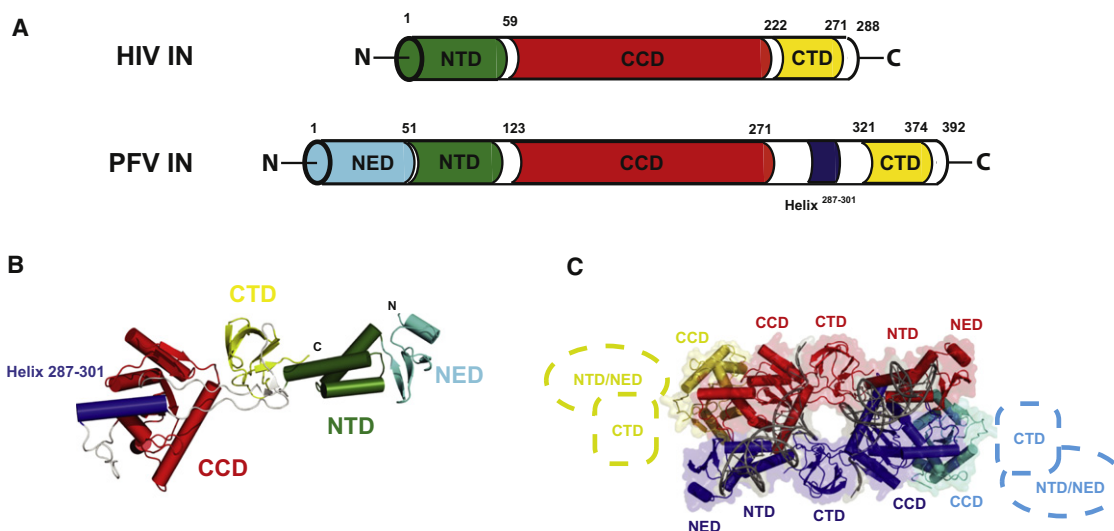 A
1 59 222 271 288
HIV IN N NTD CCD CTD C
1 51 123 271 321 374 392
PFV IN N NED NTD CCD CTD C
Helix 287-301
B
CTD
N
C
Helix 287-301
NED
NTD
CCD
C
CCD CCD CTD NTD NED
NTD/NED
CTD
CTD
NTD/NED
NED NTD CTD CCD CCD